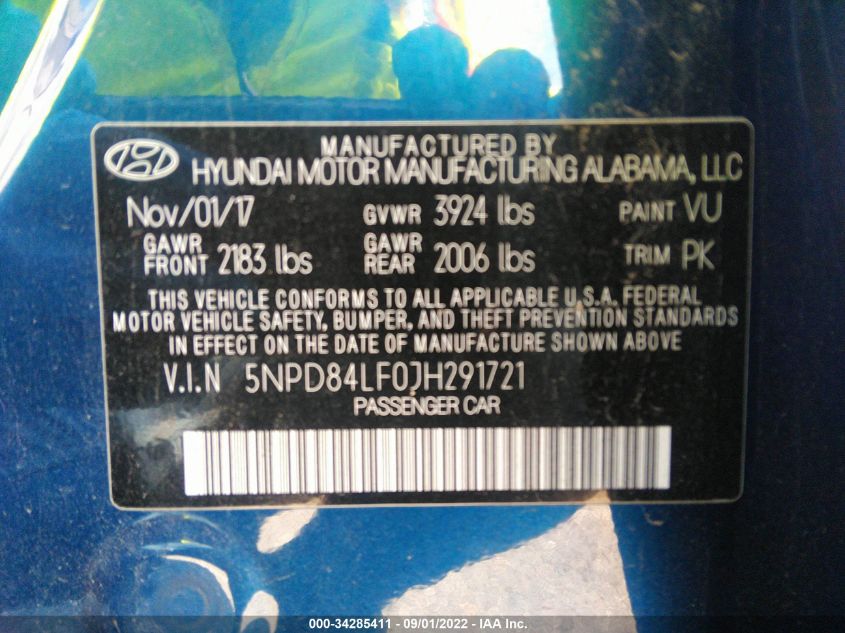 MANUFACTURED BY
HYUNDAI MOTOR MANUFACTURING ALABAMA, LLC
Nov/01/17 GVWR 3924 lbs PAINT VU
GAWR FRONT 2183 lbs GAWR REAR 2006 lbs TRIM PK
THIS VEHICLE CONFORMS TO ALL APPLICABLE U.S.A. FEDERAL
MOTOR VEHICLE SAFETY, BUMPER, AND THEFT PREVENTION STANDARDS
IN EFFECT ON THE DATE OF MANUFACTURE SHOWN ABOVE
V.I.N 5NPD84LF0JH291721
PASSENGER CAR
000-34285411 - 09/01/2022 - IAA Inc.